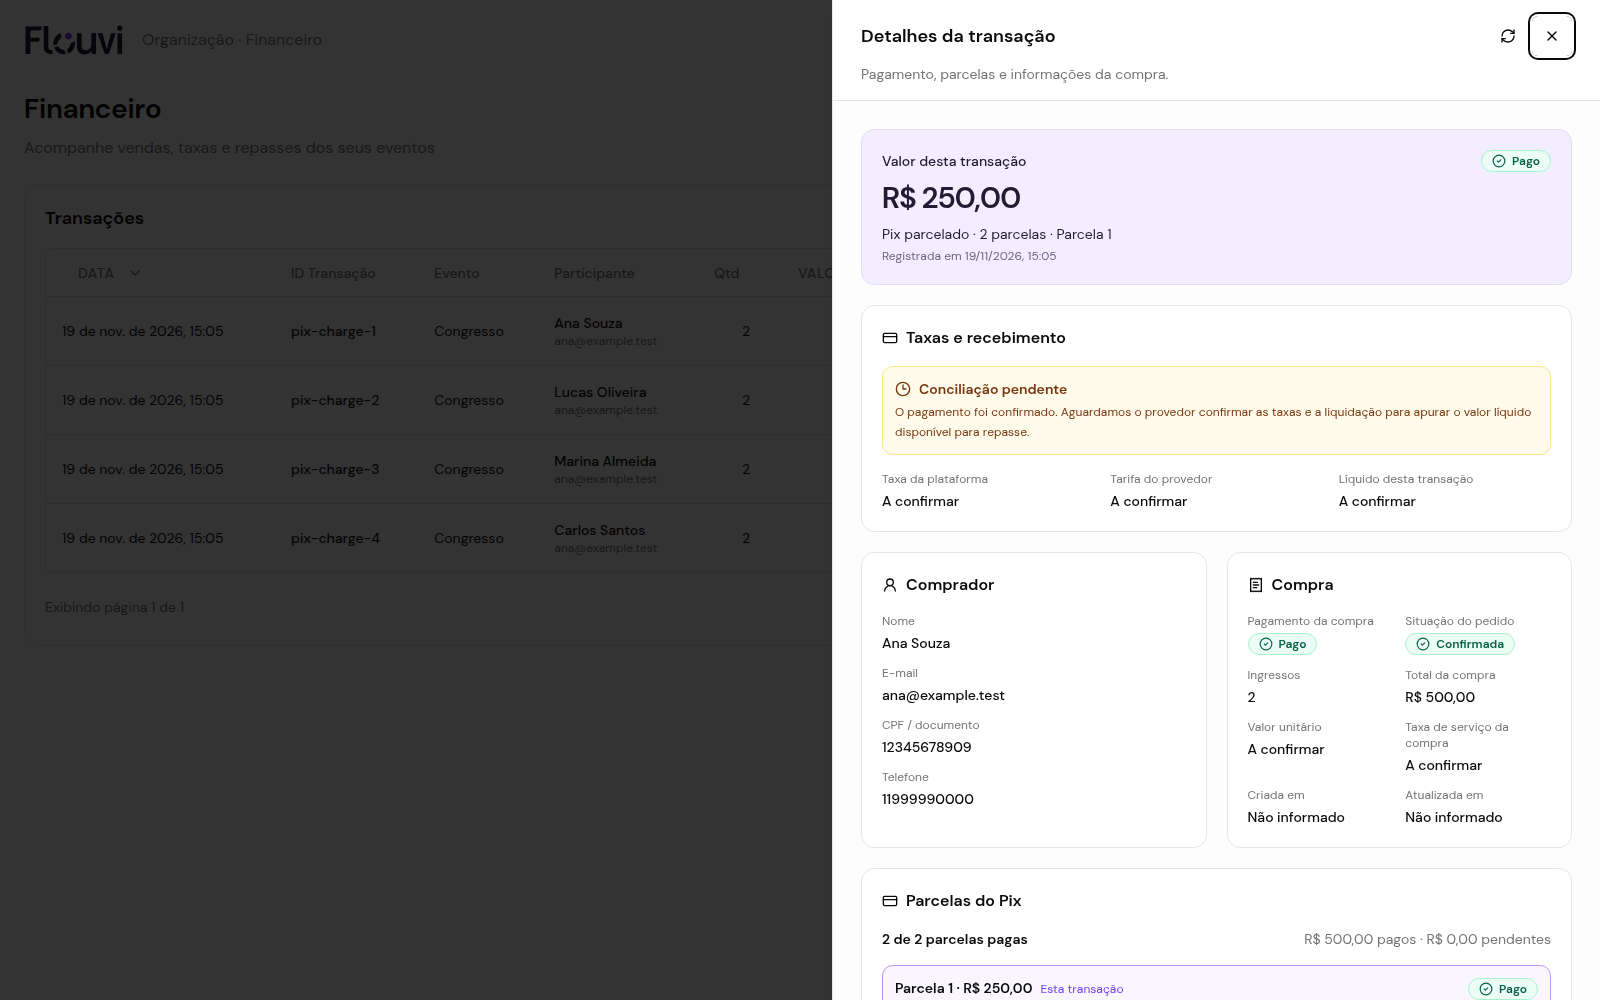 Flouvi
Organização · Financeiro
Financeiro
Acompanhe vendas, taxas e repasses dos seus eventos
Transações
DATA
ID Transação
Evento
Participante
Qtd
19 de nov. de 2026, 15:05
pix-charge-1
Congresso
Ana Souza
ana@example.test
2
19 de nov. de 2026, 15:05
pix-charge-2
Congresso
Lucas Oliveira
ana@example.test
2
19 de nov. de 2026, 15:05
pix-charge-3
Congresso
Marina Almeida
ana@example.test
2
19 de nov. de 2026, 15:05
pix-charge-4
Congresso
Carlos Santos
ana@example.test
2
Exibindo página 1 de 1
Detalhes da transação
Pagamento, parcelas e informações da compra.
Valor desta transação
Pago
R$ 250,00
Pix parcelado · 2 parcelas · Parcela 1
Registrada em 19/11/2026, 15:05
Taxas e recebimento
Conciliação pendente
O pagamento foi confirmado. Aguardamos o provedor confirmar as taxas e a liquidação para apurar o valor líquido
disponível para repasse.
Taxa da plataforma
A confirmar
Tarifa do provedor
A confirmar
Líquido desta transação
A confirmar
Comprador
Nome
Ana Souza
E-mail
ana@example.test
CPF / documento
12345678909
Telefone
11999990000
Compra
Pagamento da compra
Pago
Situação do pedido
Confirmada
Ingressos
2
Total da compra
R$ 500,00
Valor unitário
A confirmar
Taxa de serviço da
compra
A confirmar
Criada em
Não informado
Atualizada em
Não informado
Parcelas do Pix
2 de 2 parcelas pagas
R$ 500,00 pagos · R$ 0,00 pendentes
Parcela 1 · R$ 250,00 Esta transação
Pago